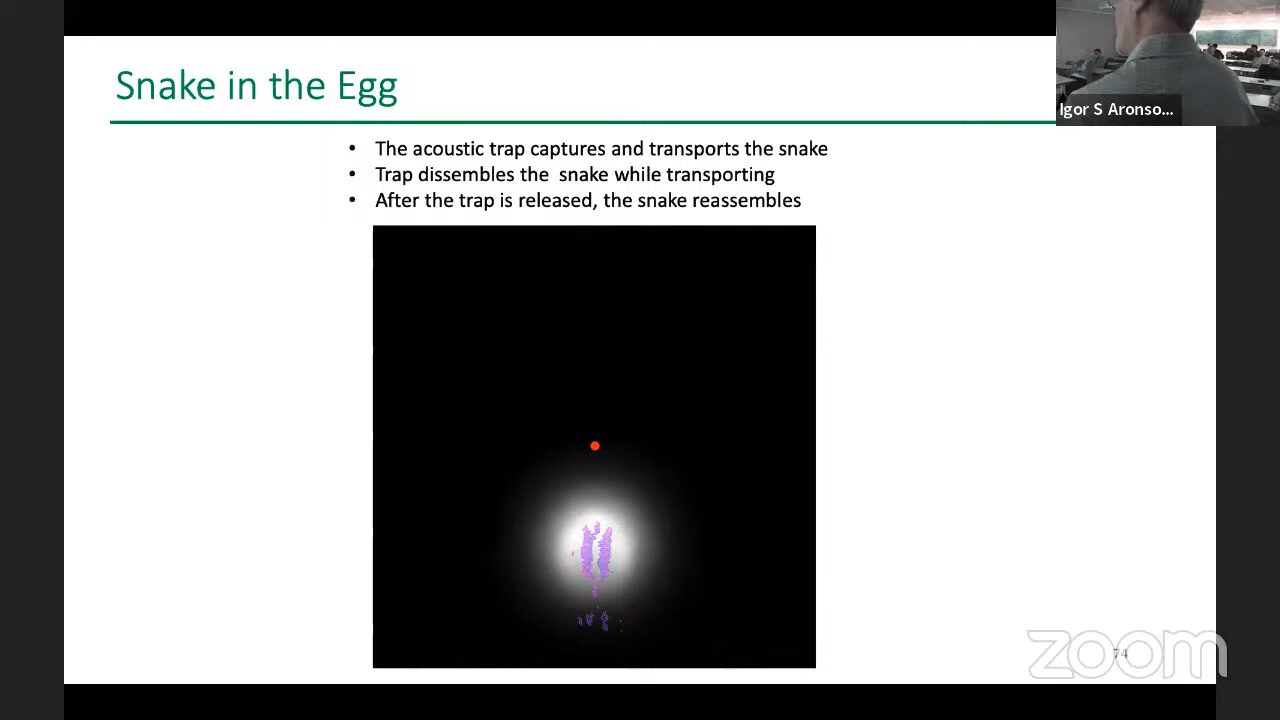 Snake in the Egg
Igor S Aronso...
• The acoustic trap captures and transports the snake
• Trap dissembles the  snake while transporting
• After the trap is released, the snake reassembles
zoom
74